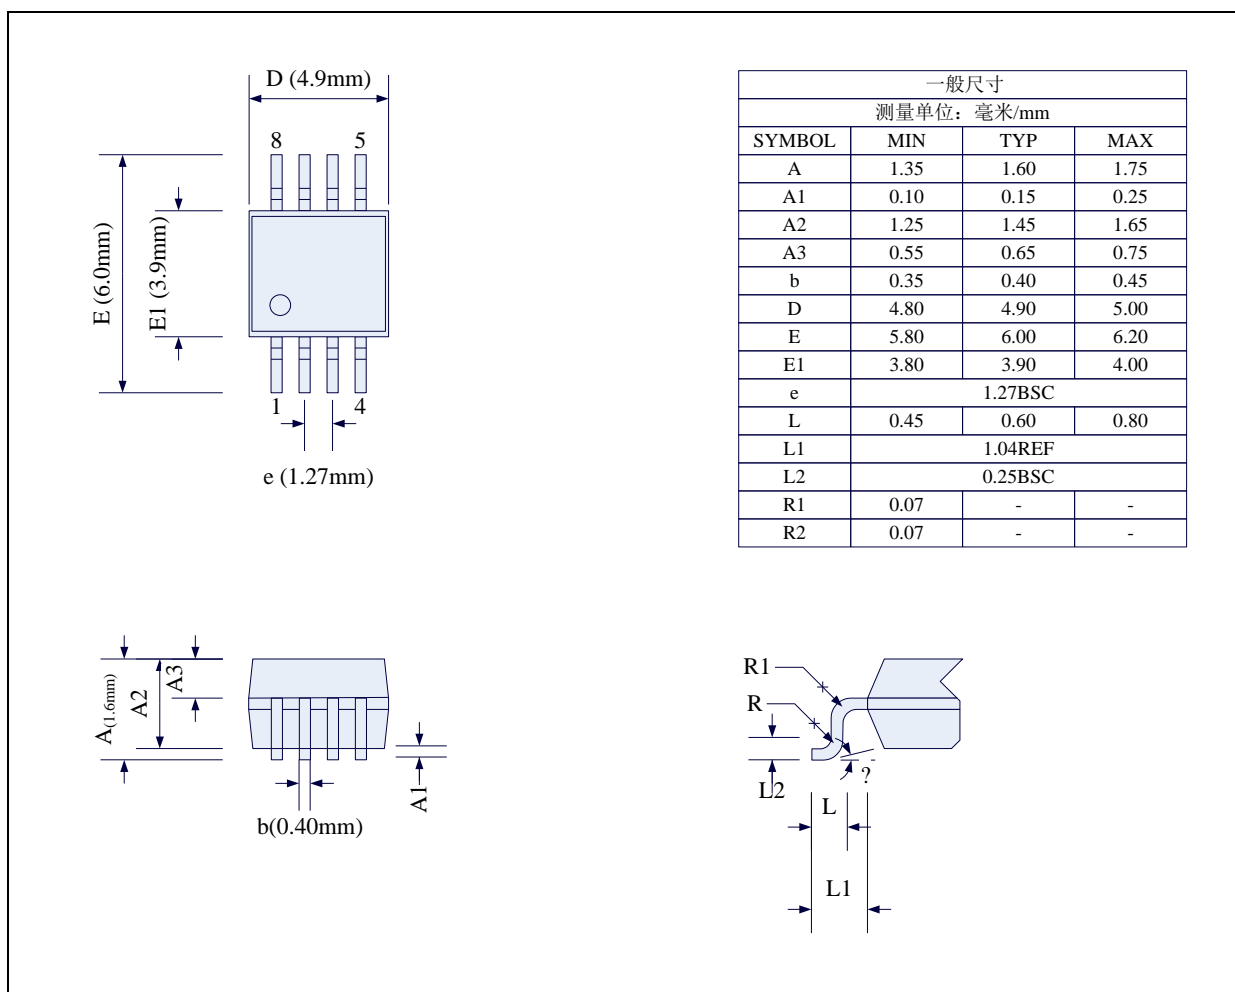 D (4.9mm)
8 5
E (6.0mm)
E1 (3.9mm)
1 4
e (1.27mm)
一般尺寸
测量单位：毫米/mm
SYMBOL MIN TYP MAX
A 1.35 1.60 1.75
A1 0.10 0.15 0.25
A2 1.25 1.45 1.65
A3 0.55 0.65 0.75
b 0.35 0.40 0.45
D 4.80 4.90 5.00
E 5.80 6.00 6.20
E1 3.80 3.90 4.00
e 1.27BSC
L 0.45 0.60 0.80
L1 1.04REF
L2 0.25BSC
R1 0.07 - -
R2 0.07 - -
A(1.6mm)
A2
A3
A1
b(0.40mm)
R1
R
L2
?
L
L1